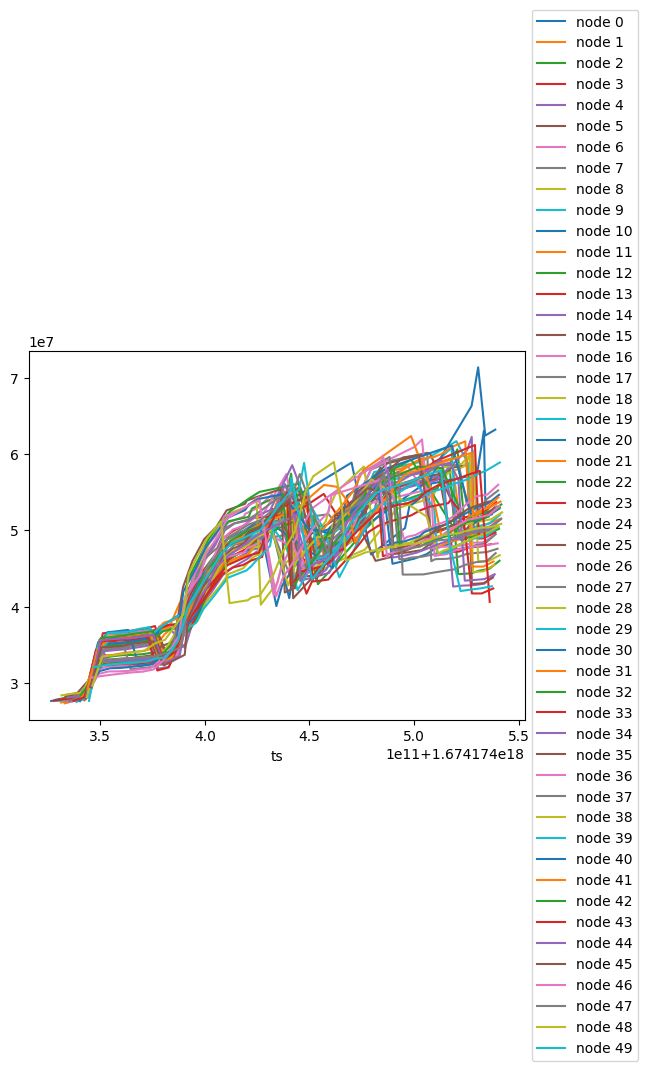 1e7
7
6
5
4
3
3.5 4.0 4.5 5.0 5.5
1e11+1.674174e18
ts
node 0
node 1
node 2
node 3
node 4
node 5
node 6
node 7
node 8
node 9
node 10
node 11
node 12
node 13
node 14
node 15
node 16
node 17
node 18
node 19
node 20
node 21
node 22
node 23
node 24
node 25
node 26
node 27
node 28
node 29
node 30
node 31
node 32
node 33
node 34
node 35
node 36
node 37
node 38
node 39
node 40
node 41
node 42
node 43
node 44
node 45
node 46
node 47
node 48
node 49